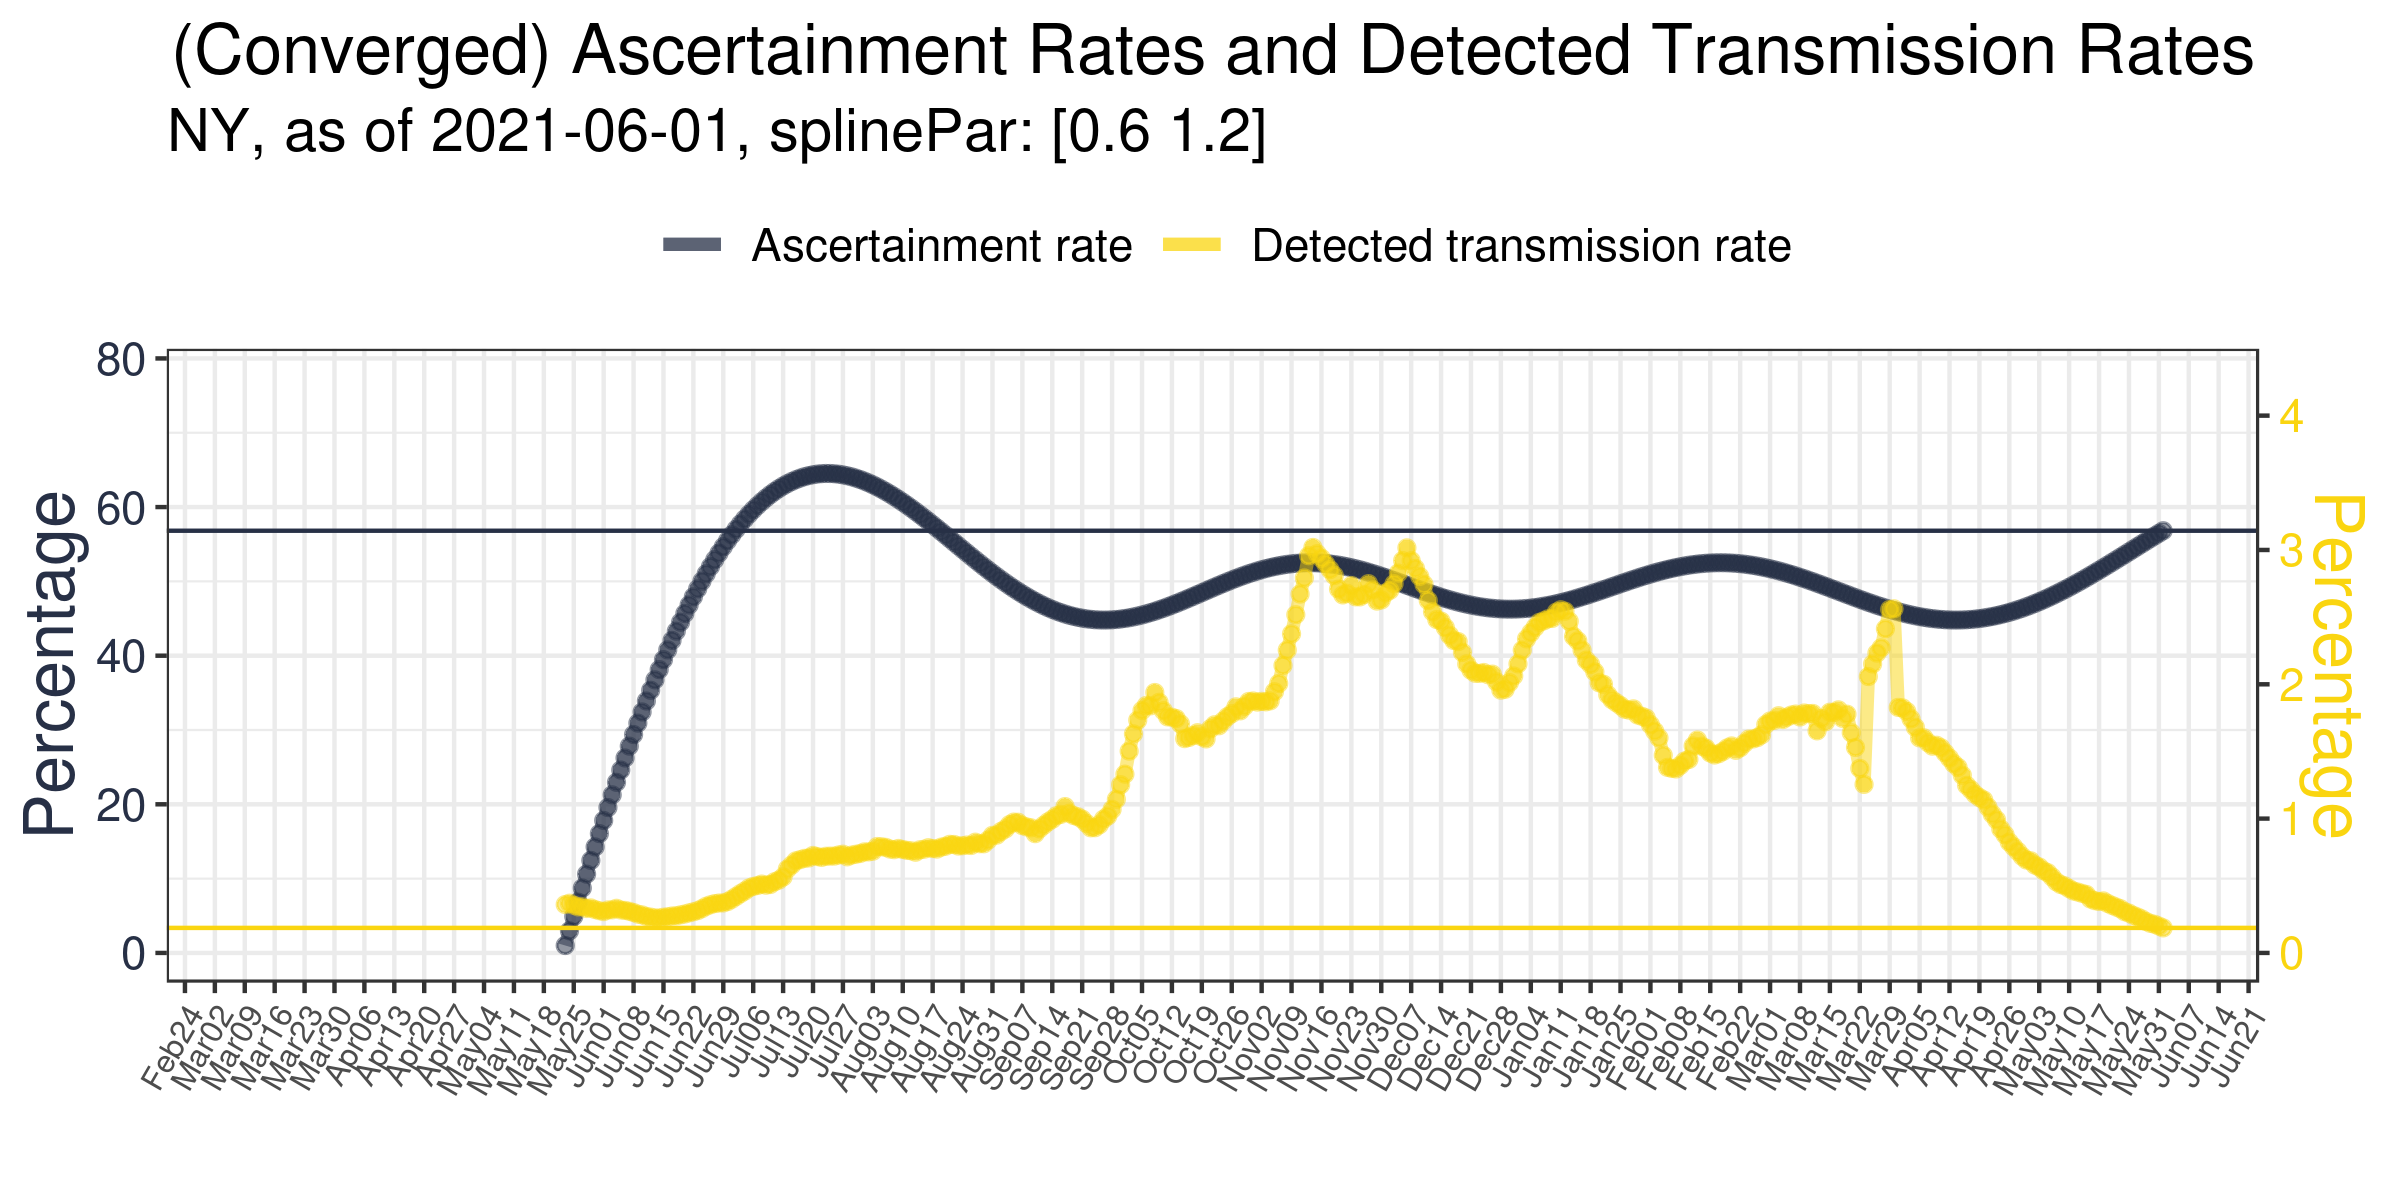 (Converged) Ascertainment Rates and Detected Transmission Rates
NY, as of 2021-06-01, splinePar: [0.6 1.2]
Ascertainment rate
Detected transmission rate
Percentage
80
60
40
20
0
4
3
2
1
0
Percentage
Feb24
Mar02
Mar09
Mar16
Mar23
Mar30
Apr06
Apr13
Apr20
Apr27
May04
May11
May18
May25
Jun01
Jun08
Jun15
Jun22
Jun29
Jul06
Jul13
Jul20
Jul27
Aug03
Aug10
Aug17
Aug24
Aug31
Sep07
Sep14
Sep21
Sep28
Oct05
Oct12
Oct19
Oct26
Nov02
Nov09
Nov16
Nov23
Nov30
Dec07
Dec14
Dec21
Dec28
Jan04
Jan11
Jan18
Jan25
Feb01
Feb08
Feb15
Feb22
Mar01
Mar08
Mar15
Mar22
Mar29
Apr05
Apr12
Apr19
Apr26
May03
May10
May17
May24
May31
Jun07
Jun14
Jun21